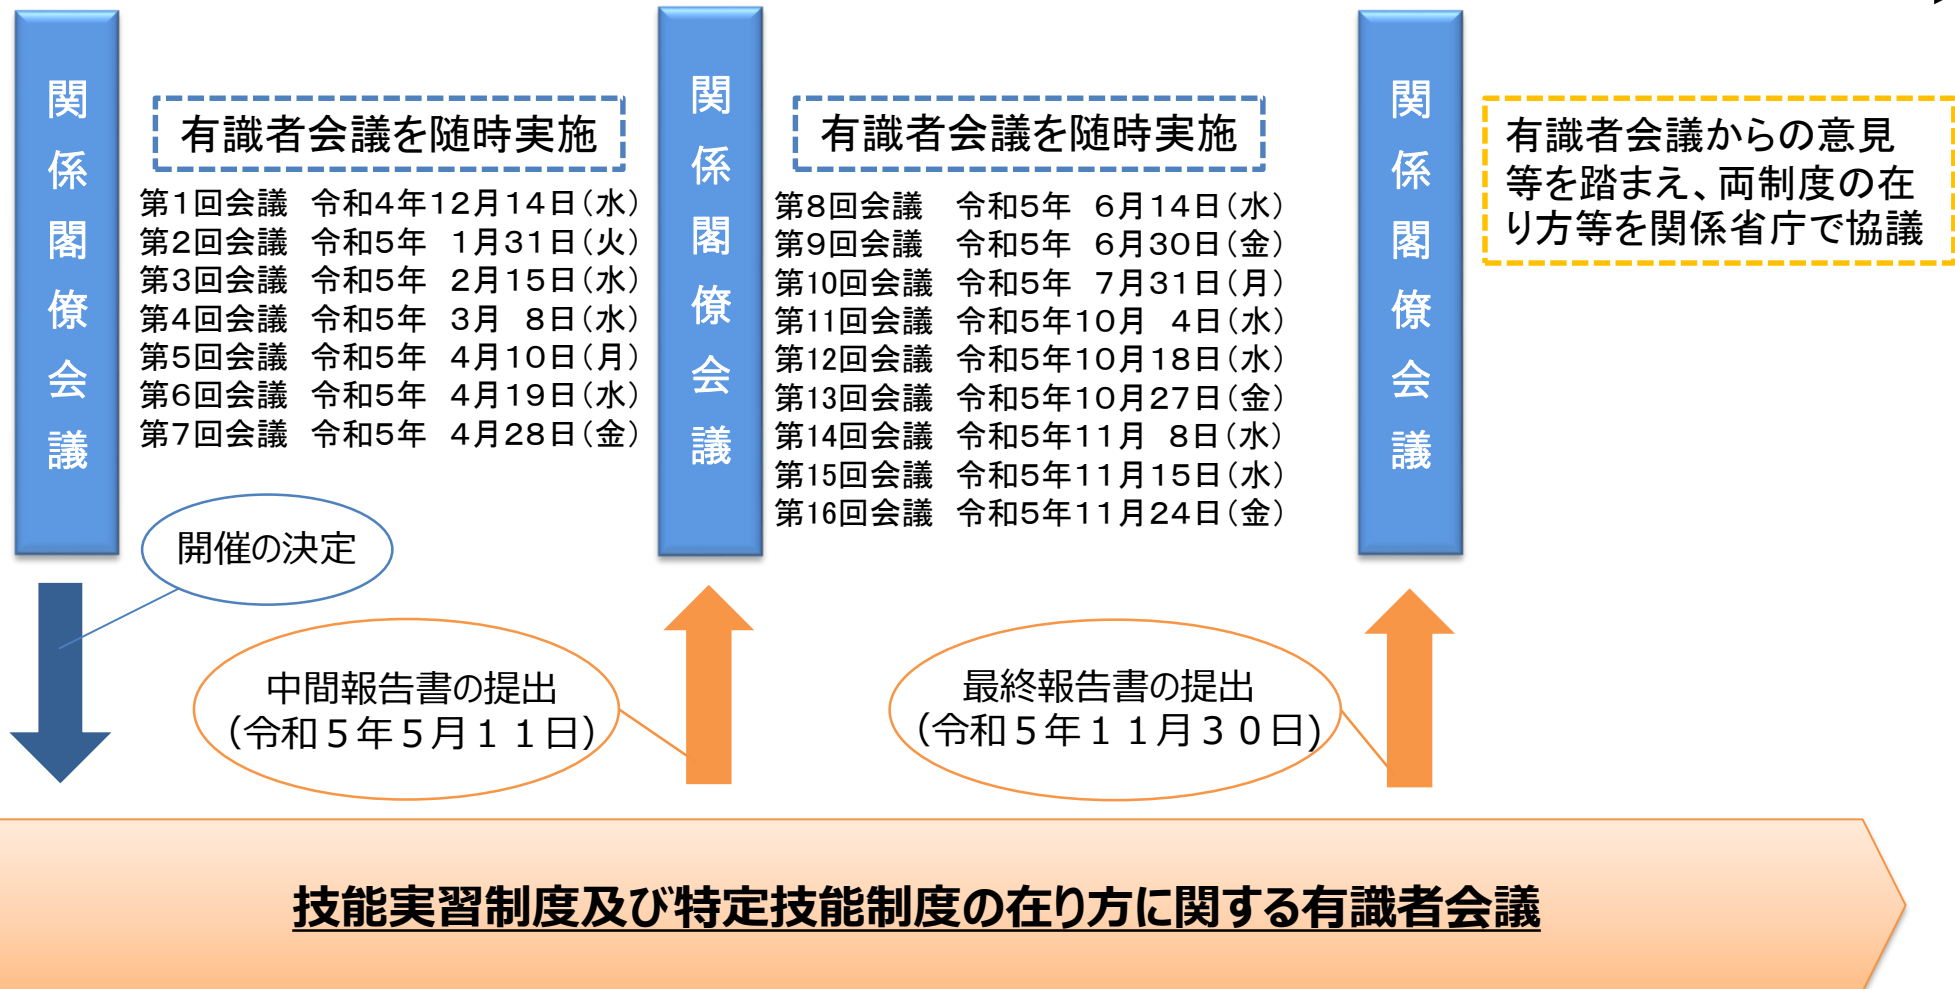 関係閣僚会議
有識者会議を随時実施
第1回会議 令和4年12月14日(水)
第2回会議 令和5年 1月31日(火)
第3回会議 令和5年 2月15日(水)
第4回会議 令和5年 3月 8日(水)
第5回会議 令和5年 4月10日(月)
第6回会議 令和5年 4月19日(水)
第7回会議 令和5年 4月28日(金)
開催の決定
関係閣僚会議
有識者会議を随時実施
第8回会議 令和5年 6月14日(水)
第9回会議 令和5年 6月30日(金)
第10回会議 令和5年 7月31日(月)
第11回会議 令和5年10月 4日(水)
第12回会議 令和5年10月18日(水)
第13回会議 令和5年10月27日(金)
第14回会議 令和5年11月 8日(水)
第15回会議 令和5年11月15日(水)
第16回会議 令和5年11月24日(金)
中間報告書の提出
(令和5年5月11日)
関係閣僚会議
有識者会議からの意見
等を踏まえ、両制度の在
り方等を関係省庁で協議
最終報告書の提出
(令和5年11月30日)
技能実習制度及び特定技能制度の在り方に関する有識者会議